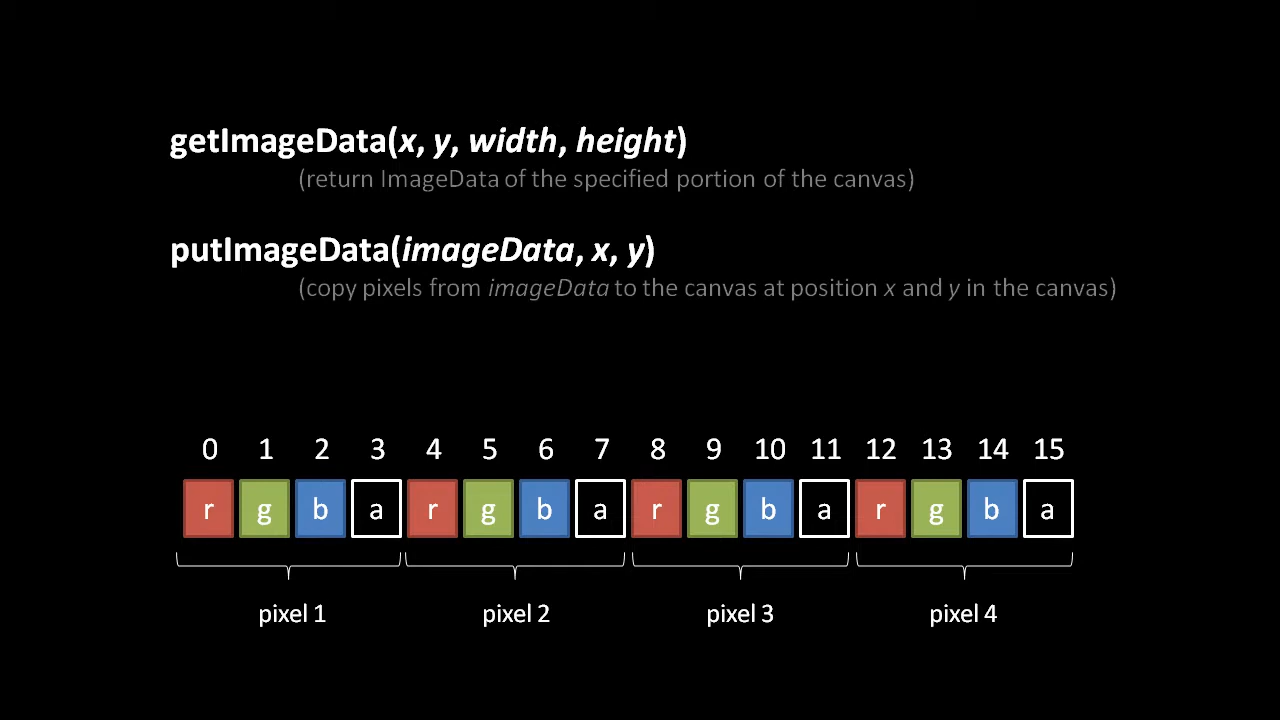 getImageData(x, y, width, height)
(return ImageData of the specified portion of the canvas)
putImageData(imageData, x, y)
(copy pixels from imageData to the canvas at position x and y in the canvas)
0 1 2 3 4 5 6 7 8 9 10 11 12 13 14 15
r g b a r g b a r g b a r g b a
pixel 1 pixel 2 pixel 3 pixel 4